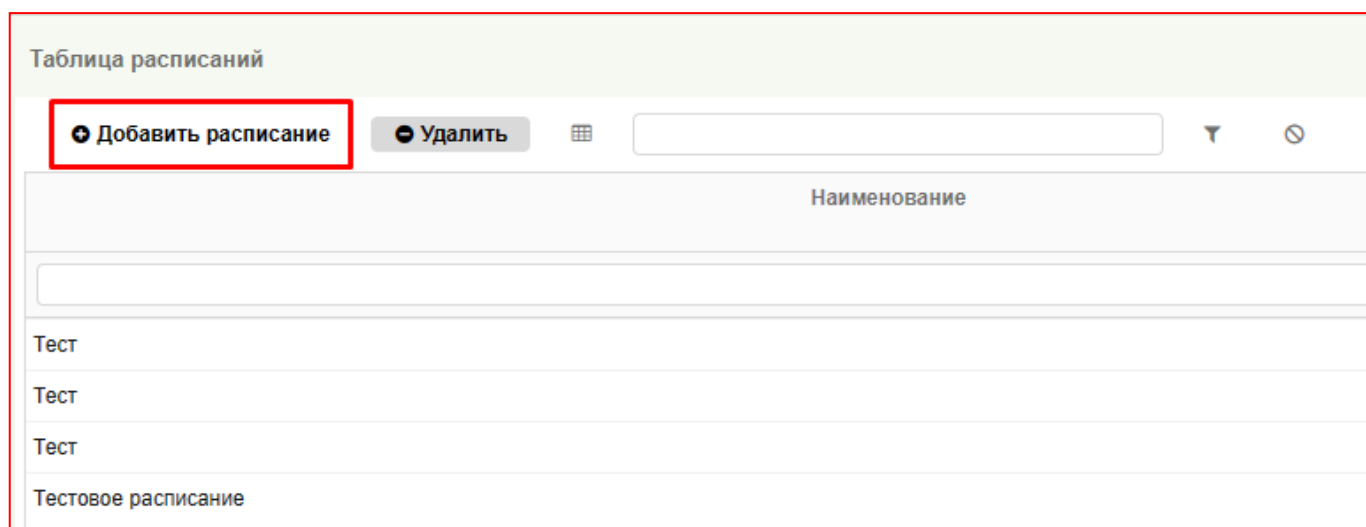 Таблица расписаний
Добавить расписание Удалить
Наименование
Тест
Тест
Тест
Тестовое расписание